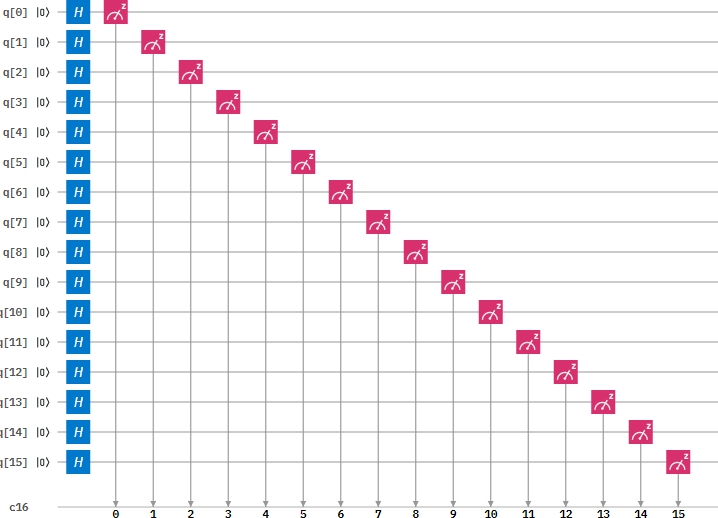 q[0] |0⟩ H z
q[1] |0⟩ H z
q[2] |0⟩ H z
q[3] |0⟩ H z
q[4] |0⟩ H z
q[5] |0⟩ H z
q[6] |0⟩ H z
q[7] |0⟩ H z
q[8] |0⟩ H z
q[9] |0⟩ H z
q[10] |0⟩ H z
q[11] |0⟩ H z
q[12] |0⟩ H z
q[13] |0⟩ H z
q[14] |0⟩ H z
q[15] |0⟩ H z
c16
0 1 2 3 4 5 6 7 8 9 10 11 12 13 14 15